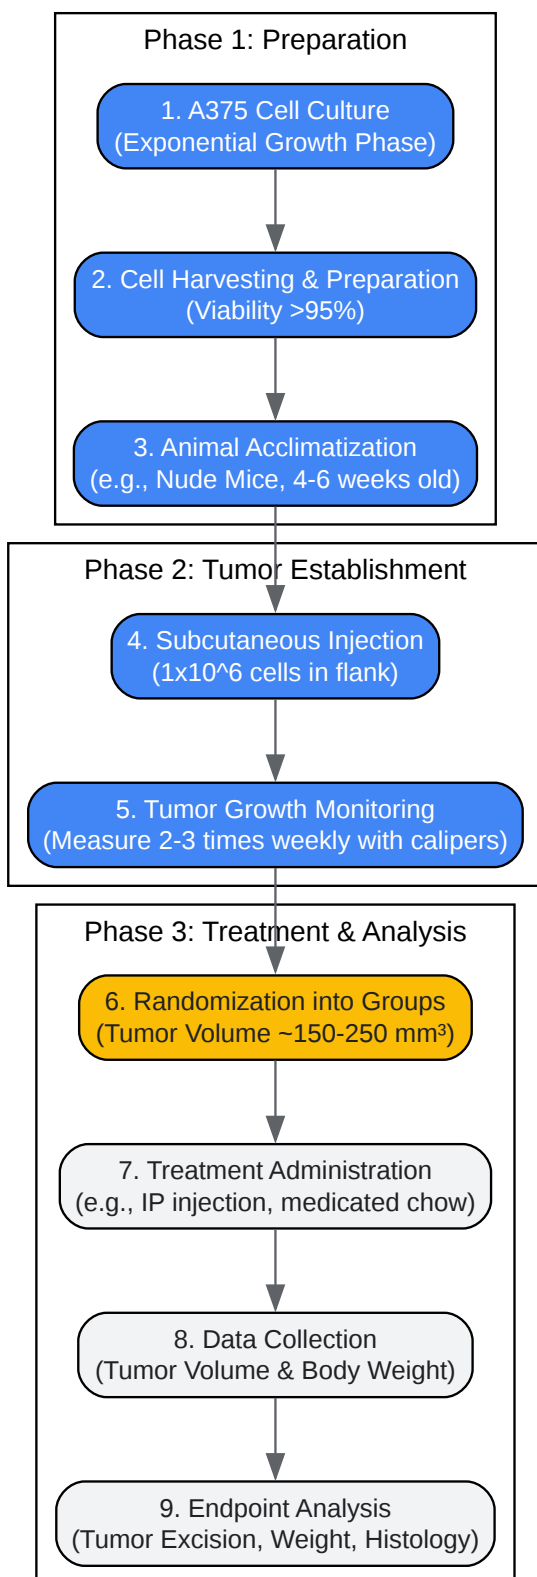 Phase 1: Preparation
1. A375 Cell Culture
(Exponential Growth Phase)
2. Cell Harvesting & Preparation
(Viability >95%)
3. Animal Acclimatization
(e.g., Nude Mice, 4-6 weeks old)
Phase 2: Tumor Establishment
4. Subcutaneous Injection
(1x10^6 cells in flank)
5. Tumor Growth Monitoring
(Measure 2-3 times weekly with calipers)
Phase 3: Treatment & Analysis
6. Randomization into Groups
(Tumor Volume ~150-250 mm³)
7. Treatment Administration
(e.g., IP injection, medicated chow)
8. Data Collection
(Tumor Volume & Body Weight)
9. Endpoint Analysis
(Tumor Excision, Weight, Histology)